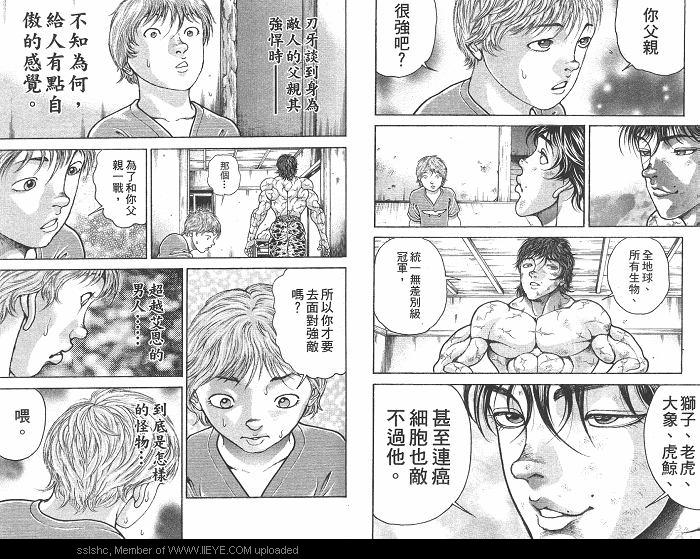 你父親
很強吧？
全地球、
所有生物、
統一無差別級
冠軍，
獅子、老虎、
大象、虎鯨、
甚至連癌
細胞也敵
不過他。
刃牙談到身為
敵人的父親其
強悍時——
不知為何，
給人有點自
傲的感覺。
那個…
為了和你父
親一戰，
所以你才要
去面對強敵
嗎？
超越交恶的
男人……
到底是怎樣
的怪物…
喂。
sslshc, Member of WWW.IIEYE.COM uploaded